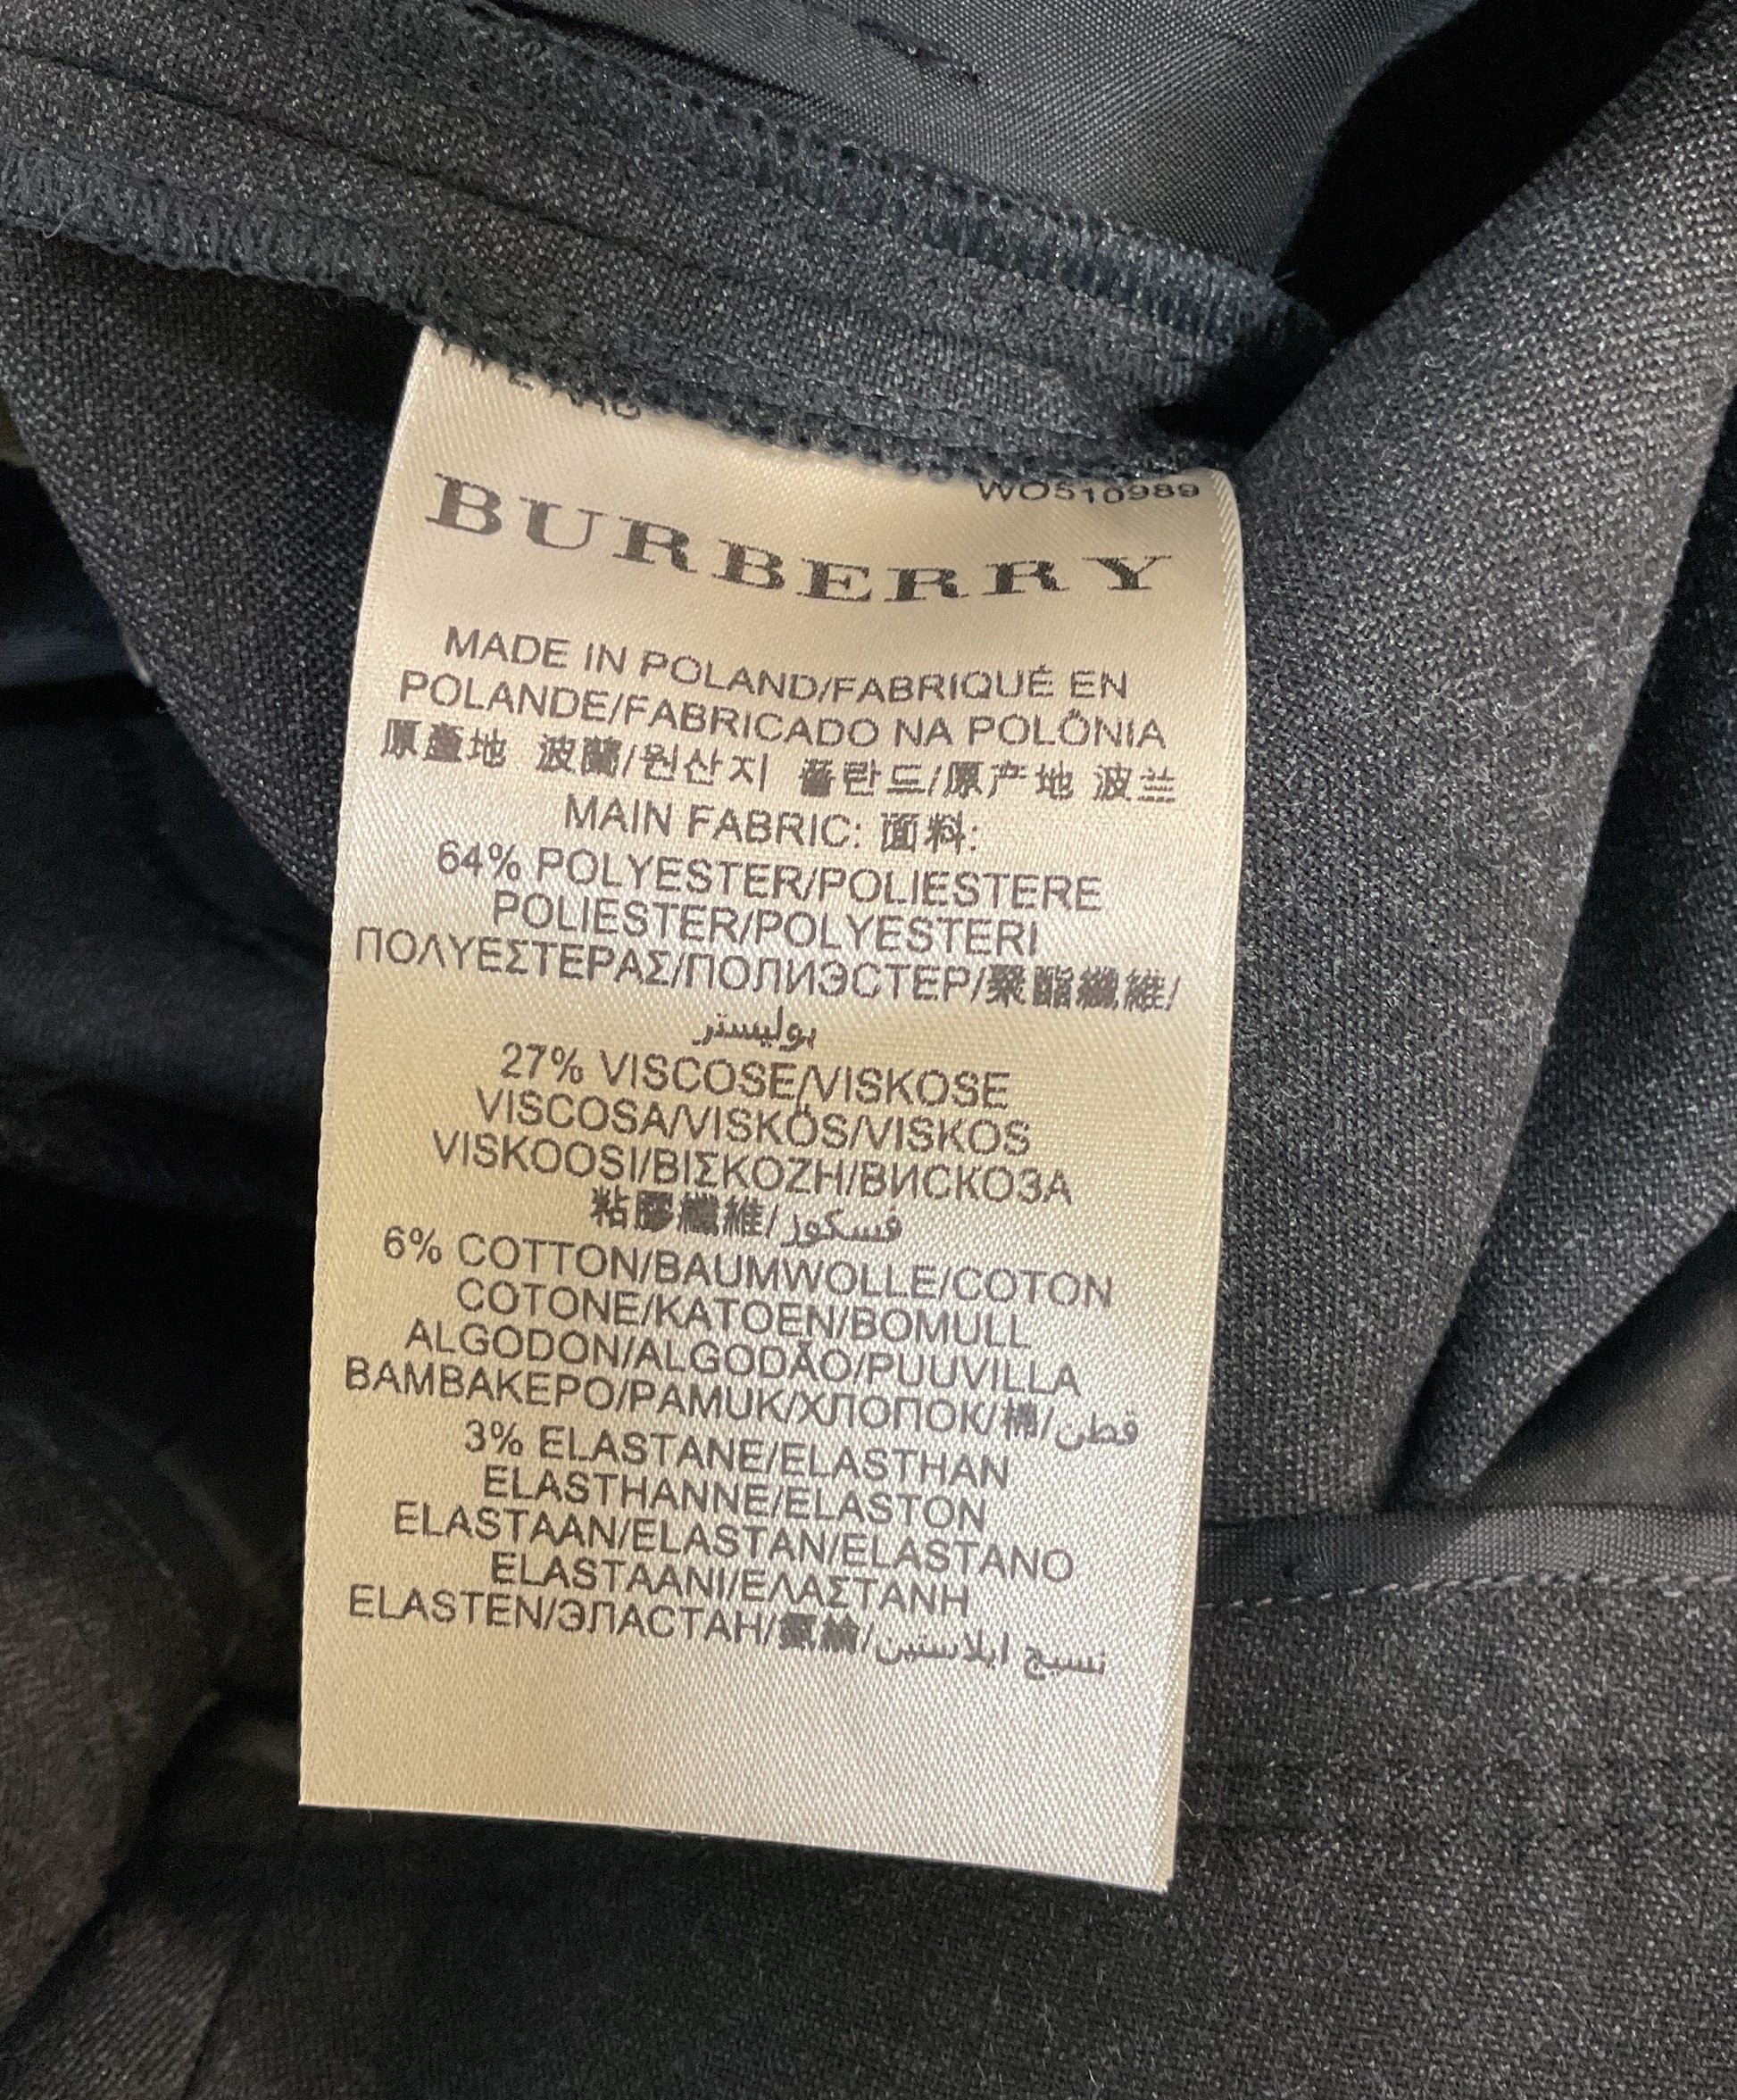 WO510989
BURBERRY
MADE IN POLAND/FABRIQUÉ EN
POLANDE/FABRICADO NA POLÔNIA
原產地 波蘭/원산지 폴란드/原产地 波兰
MAIN FABRIC: 面料:
64% POLYESTER/POLIESTERE
POLIESTER/POLYESTERI
ΠΟΛΥΕΣΤΕΡΑΣ/ПОЛИЭСТЕР/聚酯纖維/
بوليستر
27% VISCOSE/VISKOSE
VISCOSA/VISKÖS/VISKOS
VISKOOSI/ΒΙΣΚΟΖΗ/ВИСКОЗА
粘膠纖維/فسكوز
6% COTTON/BAUMWOLLE/COTON
COTONE/KATOEN/BOMULL
ALGODON/ALGODÃO/PUUVILLA
ΒΑΜΒΑΚΕΡΟ/PAMUK/ХЛОПОК/棉/قطن
3% ELASTANE/ELASTHAN
ELASTHANNE/ELASTON
ELASTAAN/ELASTAN/ELASTANO
ELASTAANI/ΕΛΑΣΤΑΝΗ
ELASTEN/ЭЛАСТАН/氨綸/نسيج ايلاستين